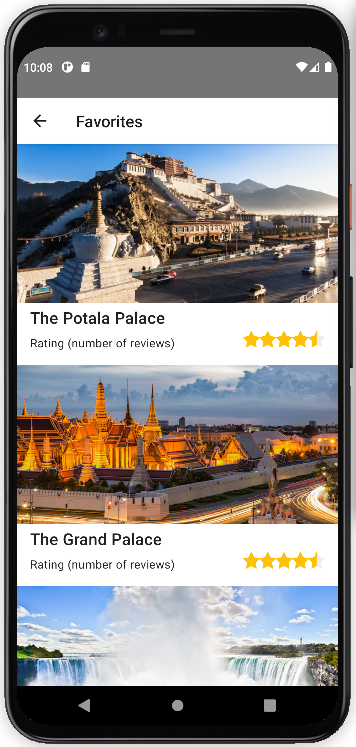 10:08
Favorites
The Potala Palace
Rating (number of reviews)
The Grand Palace
Rating (number of reviews)